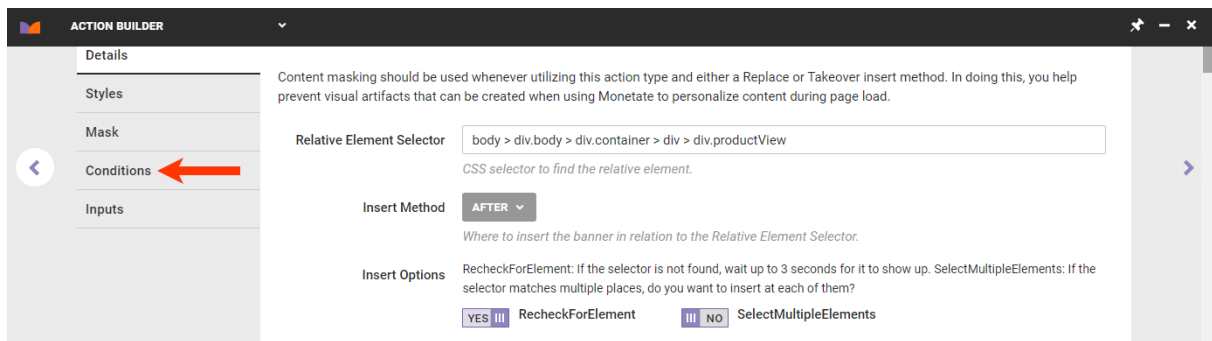 ACTION BUILDER
Details
Styles
Mask
Conditions
Inputs
Content masking should be used whenever utilizing this action type and either a Replace or Takeover insert method. In doing this, you help
prevent visual artifacts that can be created when using Monetate to personalize content during page load.
Relative Element Selector
body > div.body > div.container > div > div.productView
CSS selector to find the relative element.
Insert Method
AFTER
Where to insert the banner in relation to the Relative Element Selector.
Insert Options
RecheckForElement: If the selector is not found, wait up to 3 seconds for it to show up. SelectMultipleElements: If the
selector matches multiple places, do you want to insert at each of them?
YES RecheckForElement NO SelectMultipleElements